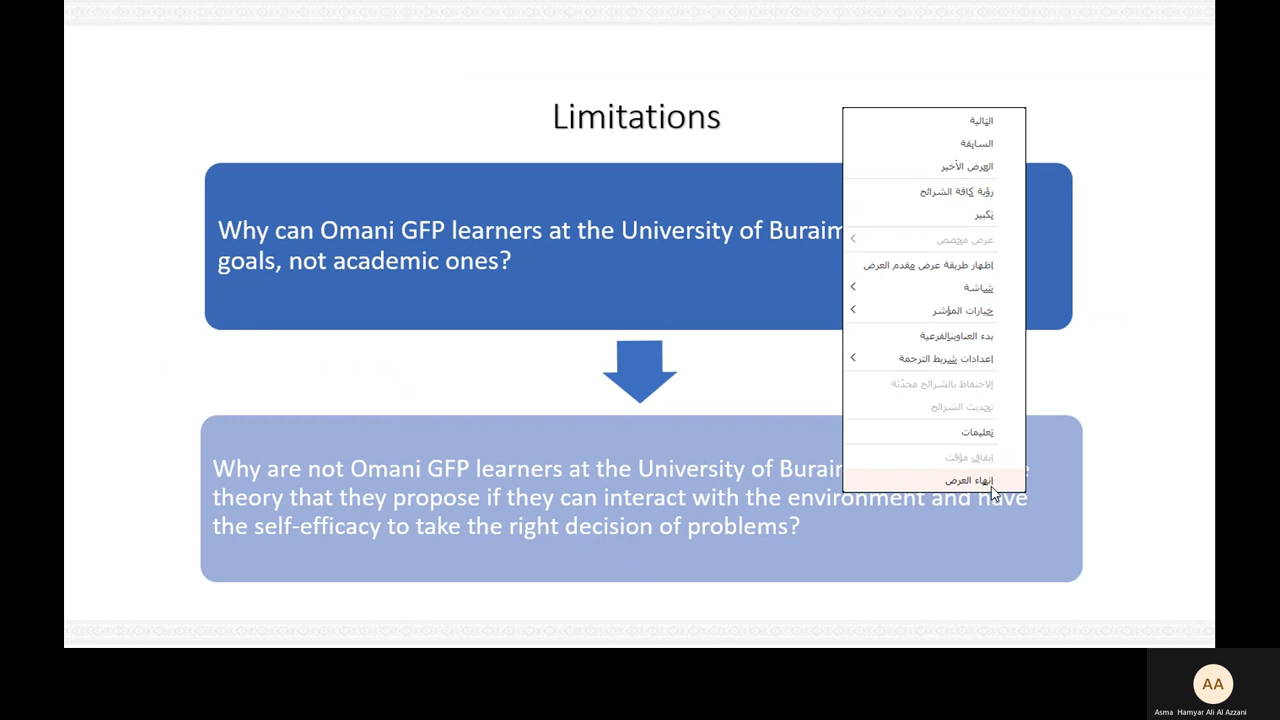 Limitations
Why can Omani GFP learners at the University of Buraim
goals, not academic ones?
Why are not Omani GFP learners at the University of Burain
theory that they propose if they can interact with the environment and have
the self-efficacy to take the right decision of problems?
التالية
السابقة
العرض الأخير
رؤية كافة الشرائح
تكبير
عرض مخصص
إظهار طريقة عرض مقدم العرض
شاشة
خيارات المؤشر
بدء العناوين الفرعية
إعدادات شريط الترجمة
الاحتفاظ بالشرائح محدّثة
تحديث الشرائح
تعليمات
إيقاف مؤقت
إنهاء العرض
AA
Asma Hamyar Ali Al Azzani